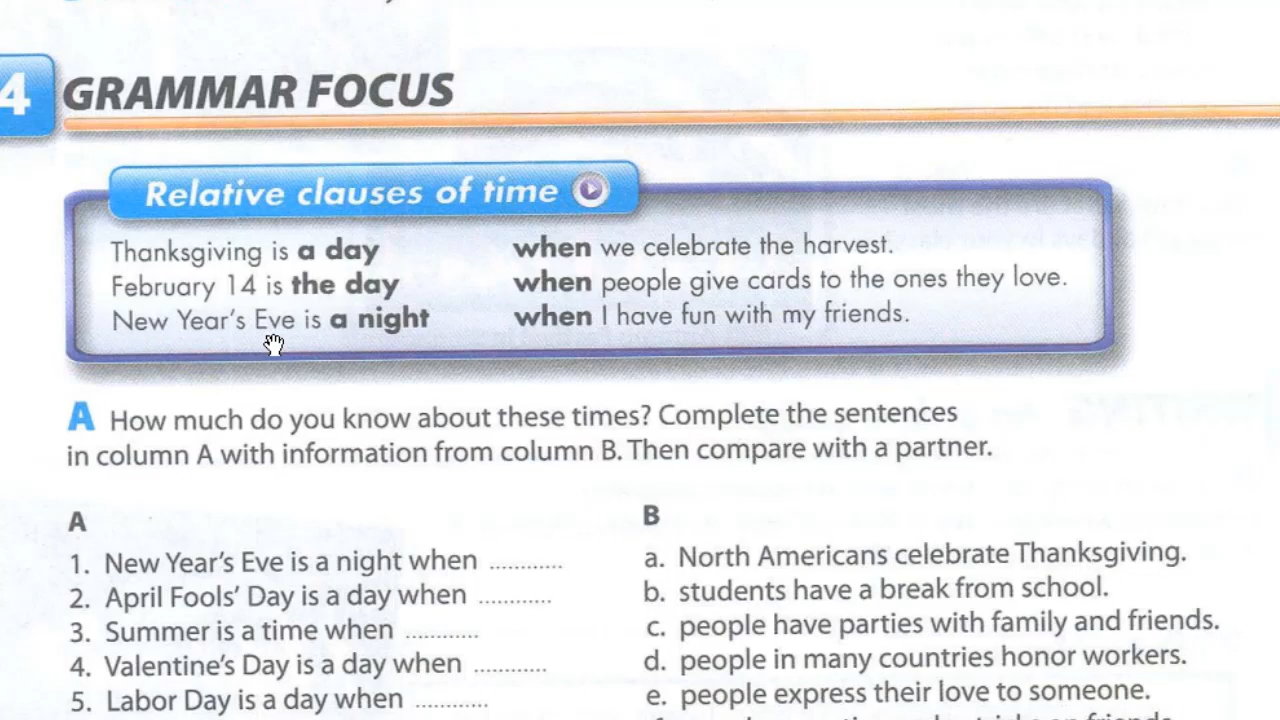 4 GRAMMAR FOCUS
Relative clauses of time
Thanksgiving is a day when we celebrate the harvest.
February 14 is the day when people give cards to the ones they love.
New Year's Eve is a night when I have fun with my friends.
A How much do you know about these times? Complete the sentences
in column A with information from column B. Then compare with a partner.
A
1. New Year's Eve is a night when ............
2. April Fools' Day is a day when ............
3. Summer is a time when ............
4. Valentine's Day is a day when ............
5. Labor Day is a day when ............
B
a. North Americans celebrate Thanksgiving.
b. students have a break from school.
c. people have parties with family and friends.
d. people in many countries honor workers.
e. people express their love to someone.